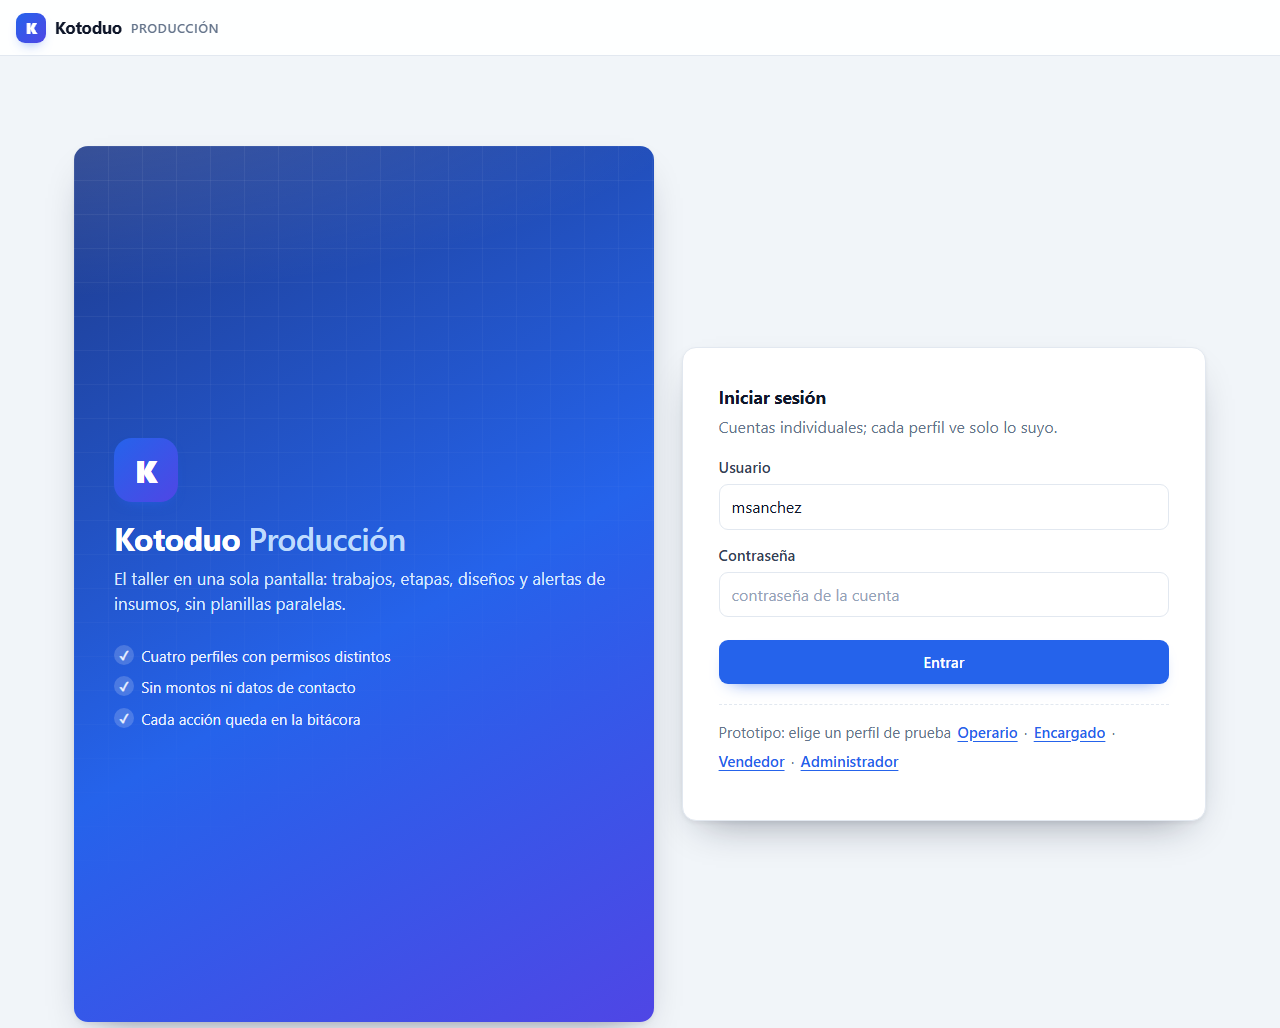 K Kotoduo PRODUCCIÓN
K
Kotoduo Producción
El taller en una sola pantalla: trabajos, etapas, diseños y alertas de
insumos, sin planillas paralelas.
✓ Cuatro perfiles con permisos distintos
✓ Sin montos ni datos de contacto
✓ Cada acción queda en la bitácora
Iniciar sesión
Cuentas individuales; cada perfil ve solo lo suyo.
Usuario
msanchez
Contraseña
contraseña de la cuenta
Entrar
Prototipo: elige un perfil de prueba Operario · Encargado ·
Vendedor · Administrador